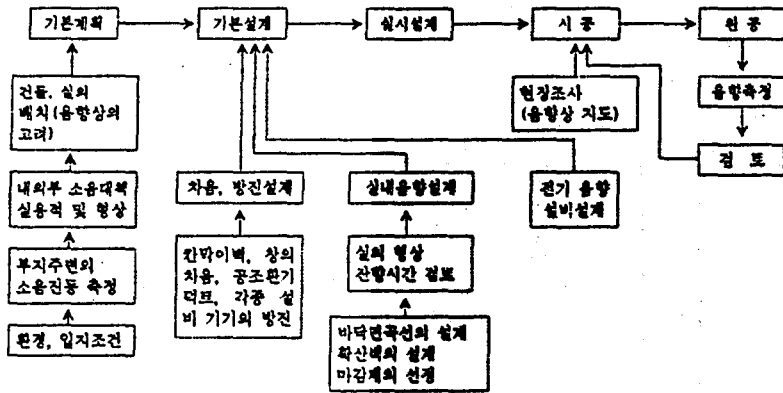 기본계획
기본설계
실시설계
시 공
완 공
건물, 실의
배치(음향상의
고려)
현장조사
(음향상 지도)
음향측정
검 토
내외부 소음대책
실용적 및 형상
차음, 방진설계
실내음향설계
전기 음향
설비설계
부지주변의
소음진동 측정
칸막이벽, 창의
차음, 공조환기
덕트, 각종 설
비 기기의 방진
실의 형상
잔향시간 검토
환경, 입지조건
바닥면곡선의 설계
확산벽의 설계
마감재의 선정